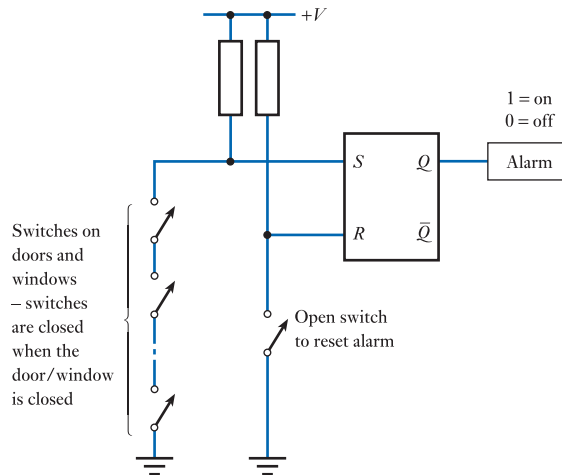 +V
1 = on
0 = off
S
Q
Alarm
R
Q̄
Switches on
doors and
windows
– switches
are closed
when the
door/window
is closed
Open switch
to reset alarm